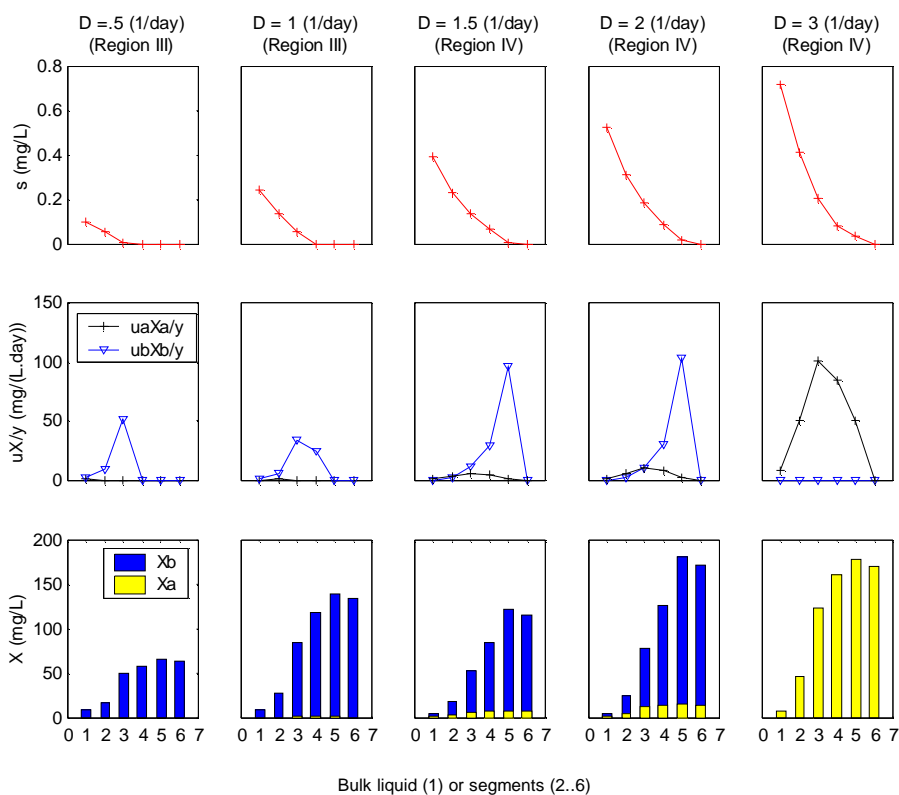 D =.5 (1/day) D = 1 (1/day) D = 1.5 (1/day) D = 2 (1/day) D = 3 (1/day)
(Region III) (Region III) (Region IV) (Region IV) (Region IV)
0.8
0.6
0.4
0.2
0
s (mg/L)
150
100
50
0
uX/y (mg/(L.day))
uaXa/y
ubXb/y
200
150
100
50
0
X (mg/L)
Xb
Xa
0 1 2 3 4 5 6 7 0 1 2 3 4 5 6 7 0 1 2 3 4 5 6 7 0 1 2 3 4 5 6 7 0 1 2 3 4 5 6 7
Bulk liquid (1) or segments (2..6)